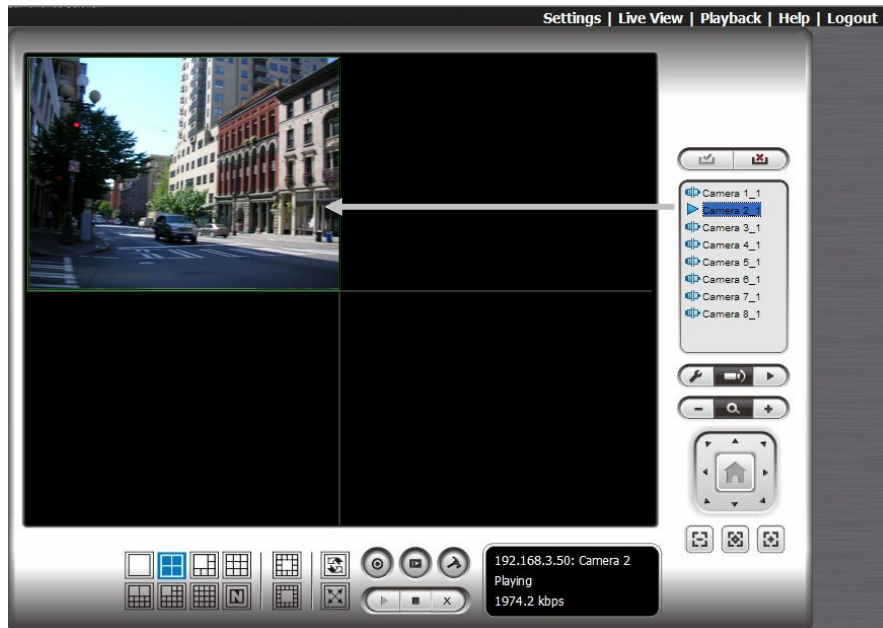 Settings | Live View | Playback | Help | Logout
Camera 1_1
Camera 2_1
Camera 3_1
Camera 4_1
Camera 5_1
Camera 6_1
Camera 7_1
Camera 8_1
192.168.3.50: Camera 2
Playing
1974.2 kbps